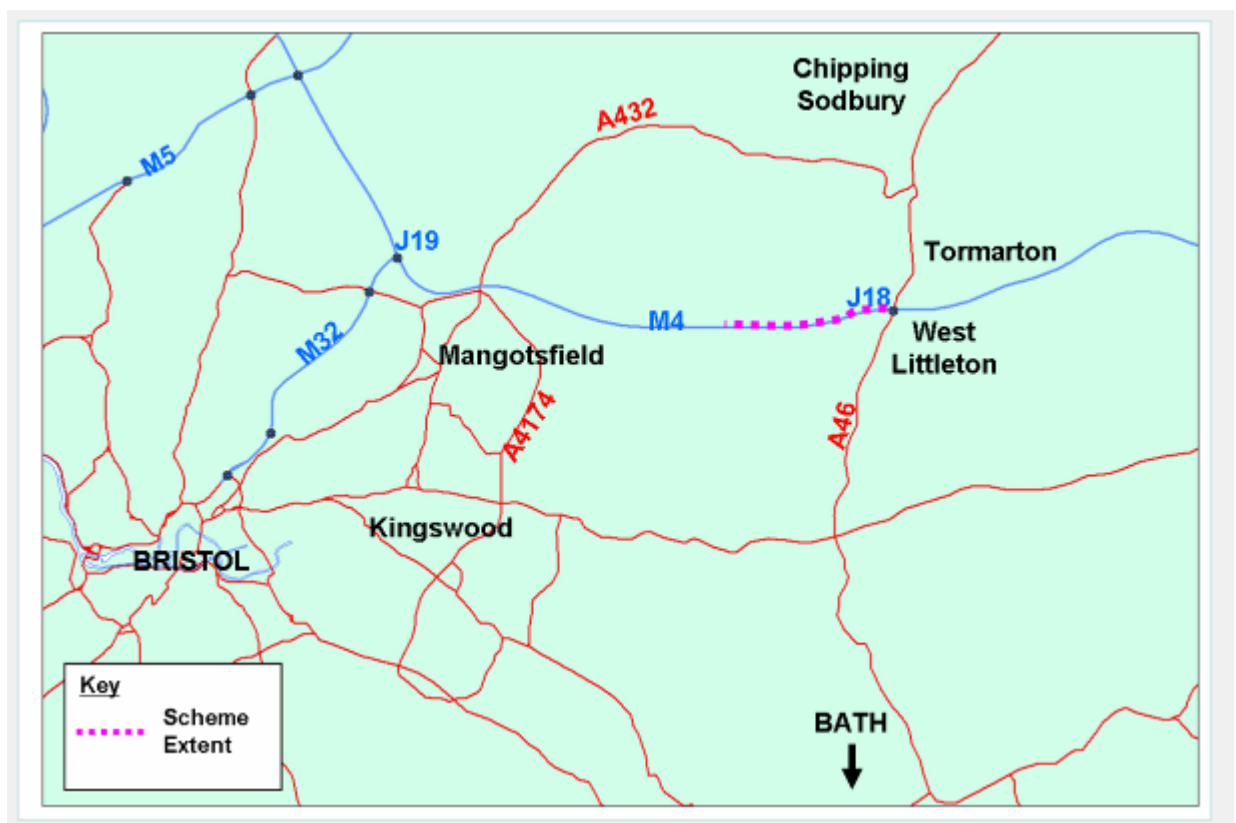 Chipping
Sodbury
A432
M5
J19
Tormarton
J18
M4
West
Littleton
M32
Mangotsfield
A4174
A46
Kingswood
BRISTOL
Key
Scheme
Extent
BATH